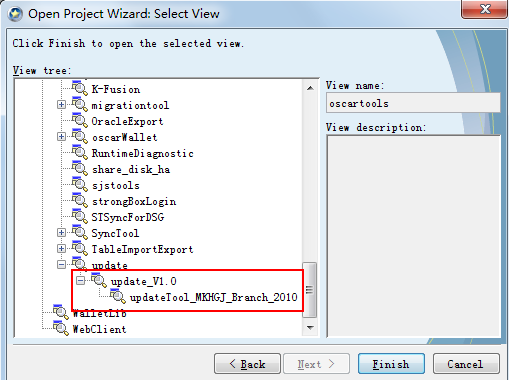 Open Project Wizard: Select View
Click Finish to open the selected view.
View tree:
K-Fusion
migrationtool
OracleExport
oscarWallet
RuntimeDiagnostic
share_disk_ha
sjstools
strongBoxLogin
STSyncForDSG
SyncTool
TableImportExport
update
update_V1.0
updateTool_MKHGJ_Branch_2010
WalletLib
WebClient
View name:
oscartools
View description:
< Back
Next >
Finish
Cancel